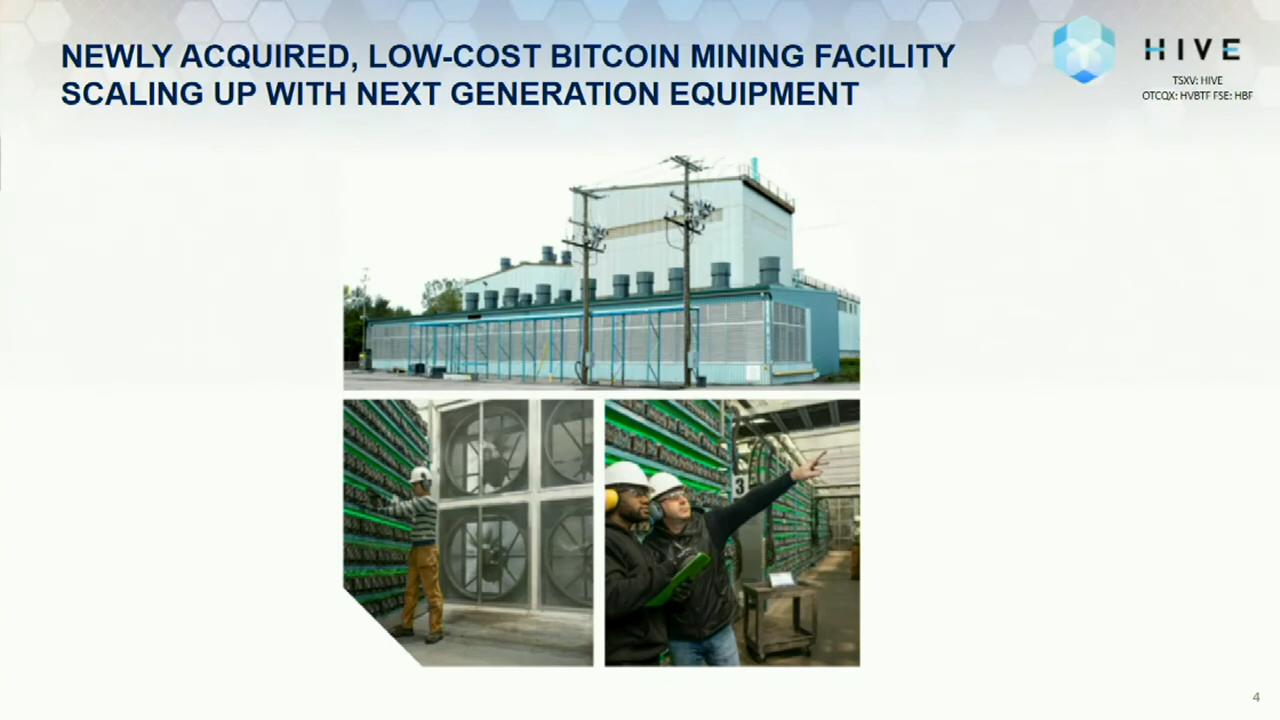 NEWLY ACQUIRED, LOW-COST BITCOIN MINING FACILITY
SCALING UP WITH NEXT GENERATION EQUIPMENT
HIVE
TSXV: HIVE
OTCQX: HVBTF FSE: HBF
3
4